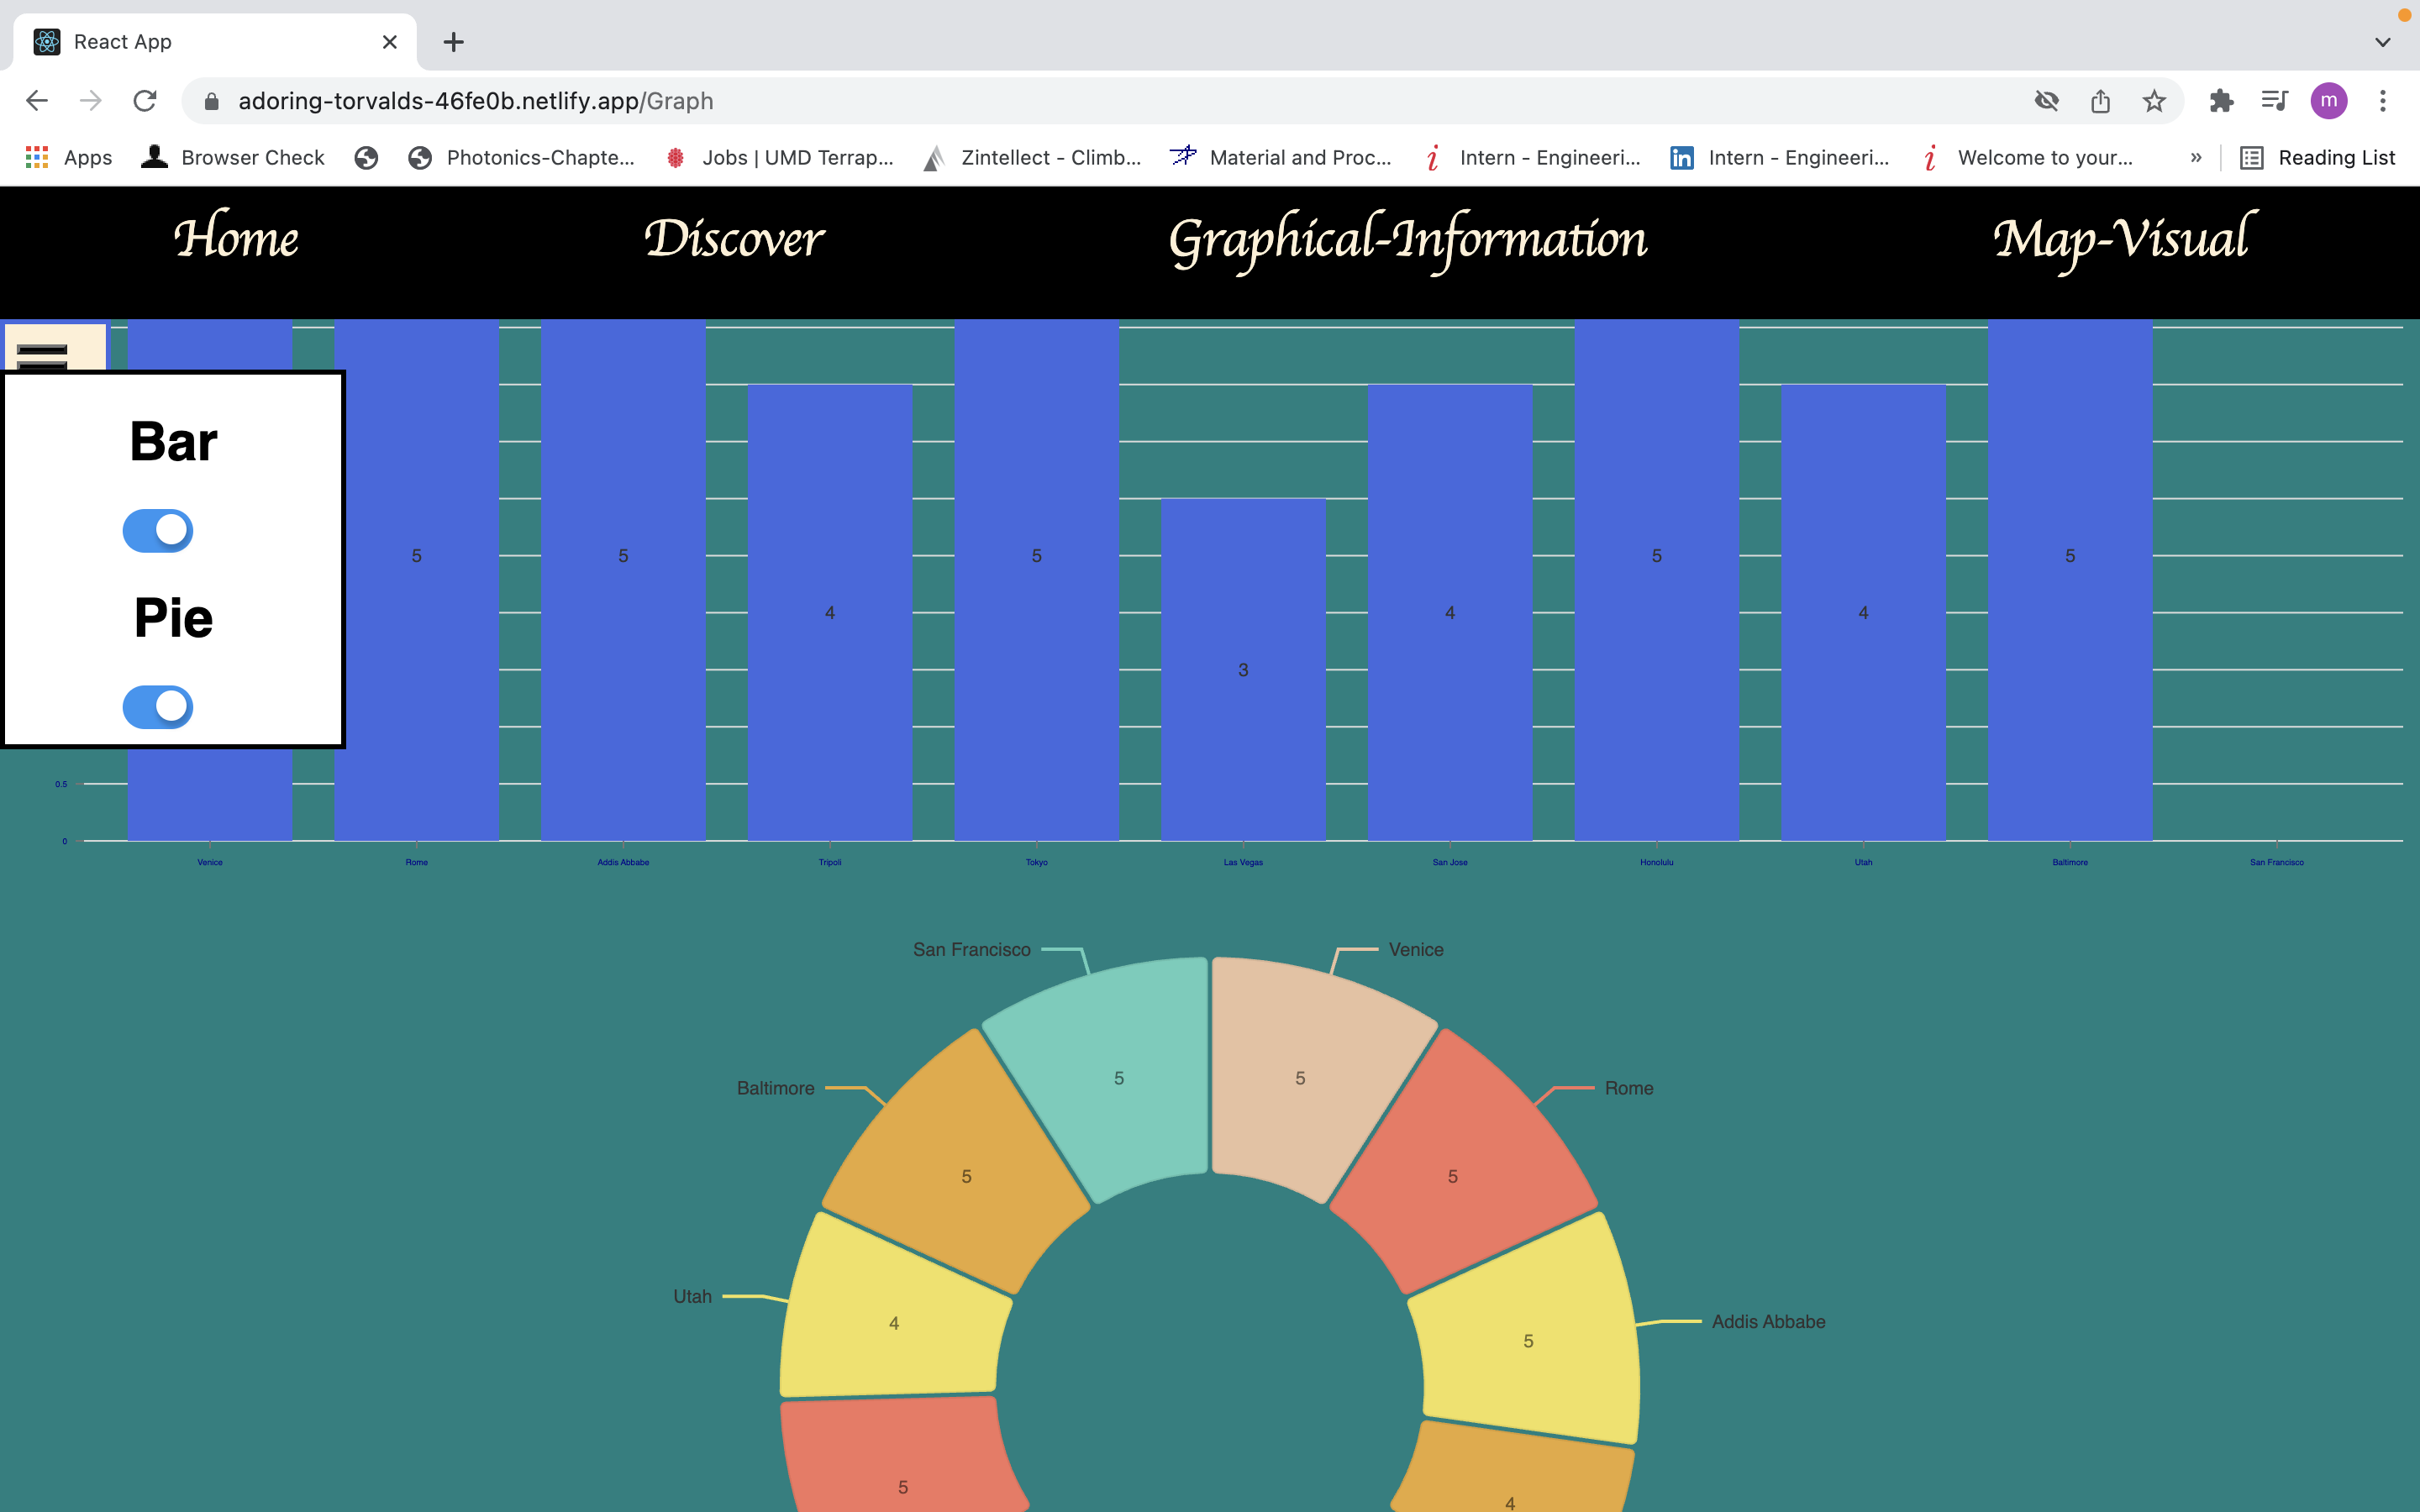 React App
adoring-torvalds-46fe0b.netlify.app/Graph
m
Apps Browser Check Photonics-Chapte... Jobs | UMD Terrap... Zintellect - Climb... Material and Proc... Intern - Engineeri... Intern - Engineeri... Welcome to your... » Reading List
Home Discover Graphical-Information Map-Visual
Bar
Pie
5 5 4 5 3 4 5 4 5
0.5
0
Venice Rome Addis Abbabe Tripoli Tokyo Las Vegas San Jose Honolulu Utah Baltimore San Francisco
San Francisco Venice
5 5
Baltimore Rome
5 5
Utah Addis Abbabe
4 5
5 4